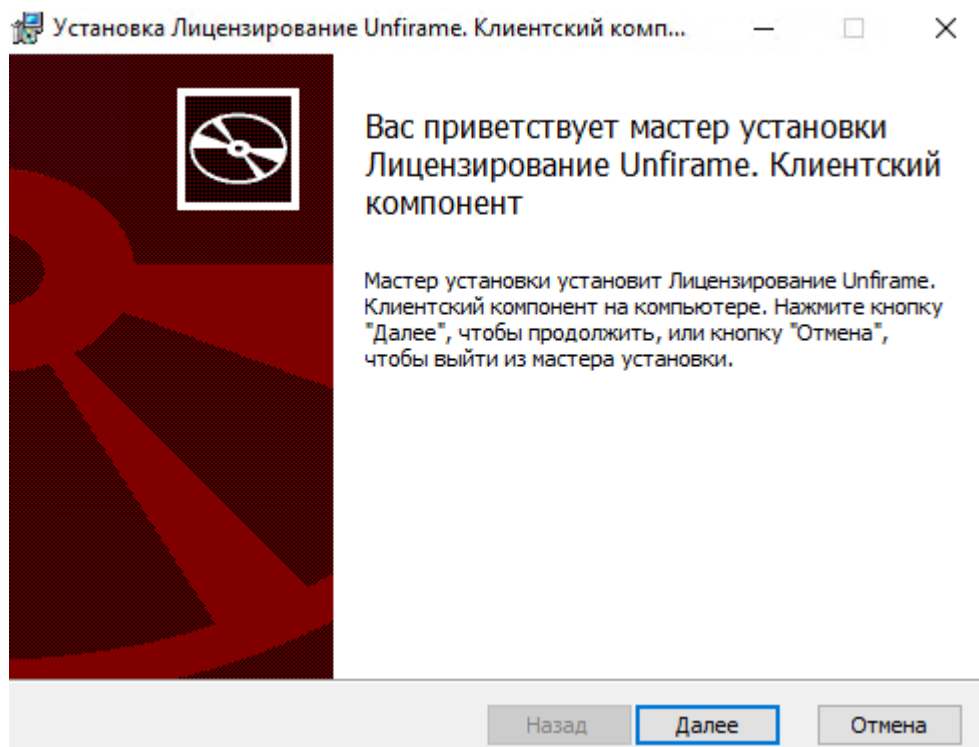 Установка Лицензирование Unfirame. Клиентский комп...
Вас приветствует мастер установки
Лицензирование Unfirame. Клиентский
компонент
Мастер установки установит Лицензирование Unfirame.
Клиентский компонент на компьютере. Нажмите кнопку
"Далее", чтобы продолжить, или кнопку "Отмена",
чтобы выйти из мастера установки.
Назад Далее Отмена